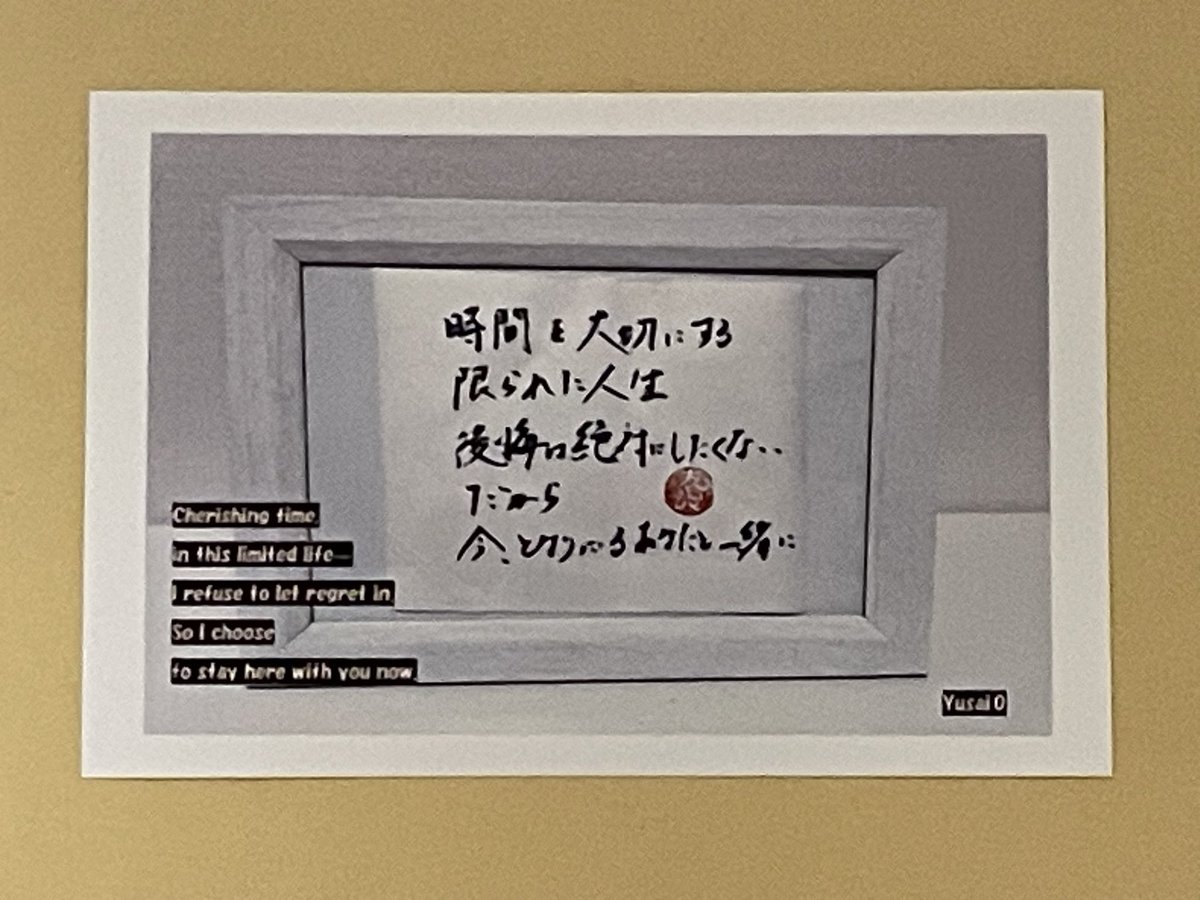 時間を大切にする
限られた人生
後悔は絶対にしたくない
だから
今、となりにいるあなたと一緒に
Cherishing time,
in this limited life—
I refuse to let regret in.
So I choose
to stay here with you now.
Yusai O